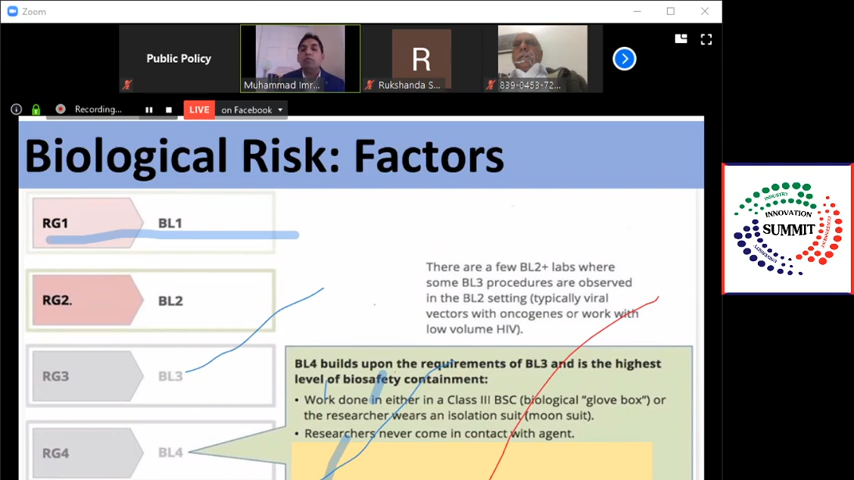 Zoom
Public Policy
R
Muhammad Imr...
Rukshanda S...
839-0453-72...
Recording...
LIVE
on Facebook
Biological Risk: Factors
RG1
BL1
RG2.
BL2
RG3
BL3
RG4
BL4
There are a few BL2+ labs where
some BL3 procedures are observed
in the BL2 setting (typically viral
vectors with oncogenes or work with
low volume HIV).
BL4 builds upon the requirements of BL3 and is the highest
level of biosafety containment:
• Work done in either in a Class III BSC (biological "glove box") or
the researcher wears an isolation suit (moon suit).
• Researchers never come in contact with agent.
INDUSTRY
INNOVATION
SUMMIT
GOVERNMENT
UNIVERSITY